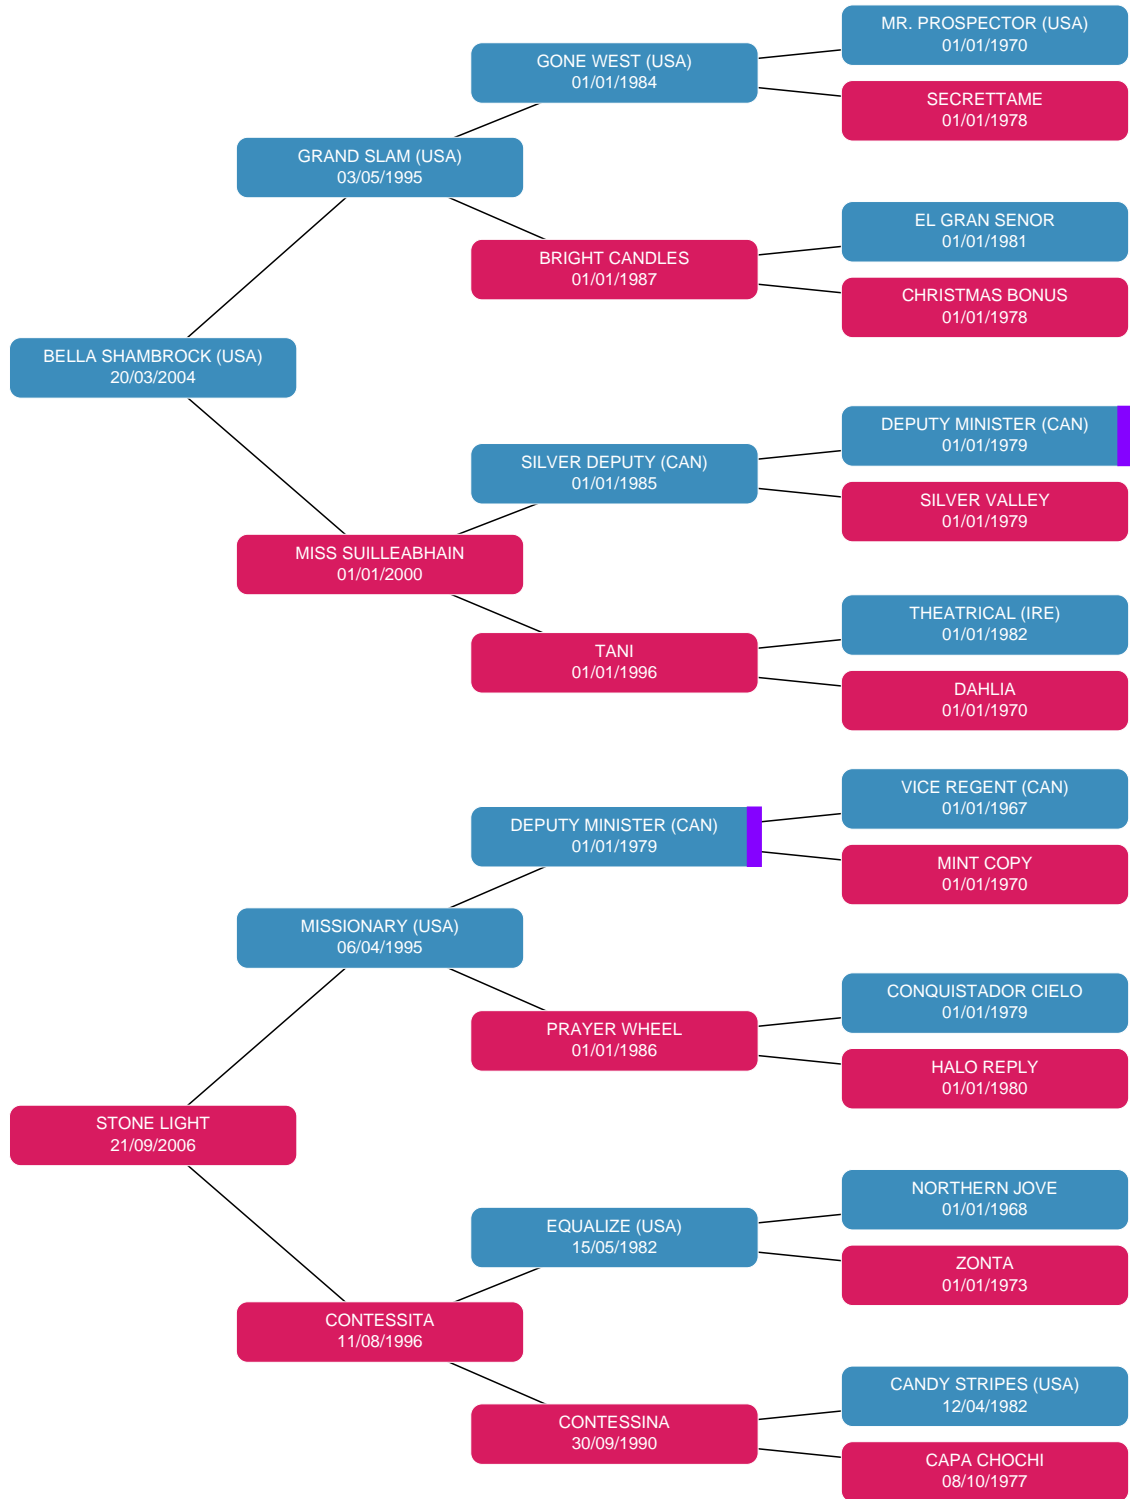 MR. PROSPECTOR (USA)
01/01/1970
GONE WEST (USA)
01/01/1984
SECRETTAME
01/01/1978
GRAND SLAM (USA)
03/05/1995
EL GRAN SENOR
01/01/1981
BRIGHT CANDLES
01/01/1987
CHRISTMAS BONUS
01/01/1978
BELLA SHAMBROCK (USA)
20/03/2004
DEPUTY MINISTER (CAN)
01/01/1979
SILVER DEPUTY (CAN)
01/01/1985
SILVER VALLEY
01/01/1979
MISS SUILLEABHAIN
01/01/2000
THEATRICAL (IRE)
01/01/1982
TANI
01/01/1996
DAHLIA
01/01/1970
VICE REGENT (CAN)
01/01/1967
DEPUTY MINISTER (CAN)
01/01/1979
MINT COPY
01/01/1970
MISSIONARY (USA)
06/04/1995
CONQUISTADOR CIELO
01/01/1979
PRAYER WHEEL
01/01/1986
HALO REPLY
01/01/1980
STONE LIGHT
21/09/2006
NORTHERN JOVE
01/01/1968
EQUALIZE (USA)
15/05/1982
ZONTA
01/01/1973
CONTESSITA
11/08/1996
CANDY STRIPES (USA)
12/04/1982
CONTESSINA
30/09/1990
CAPA CHOCHI
08/10/1977